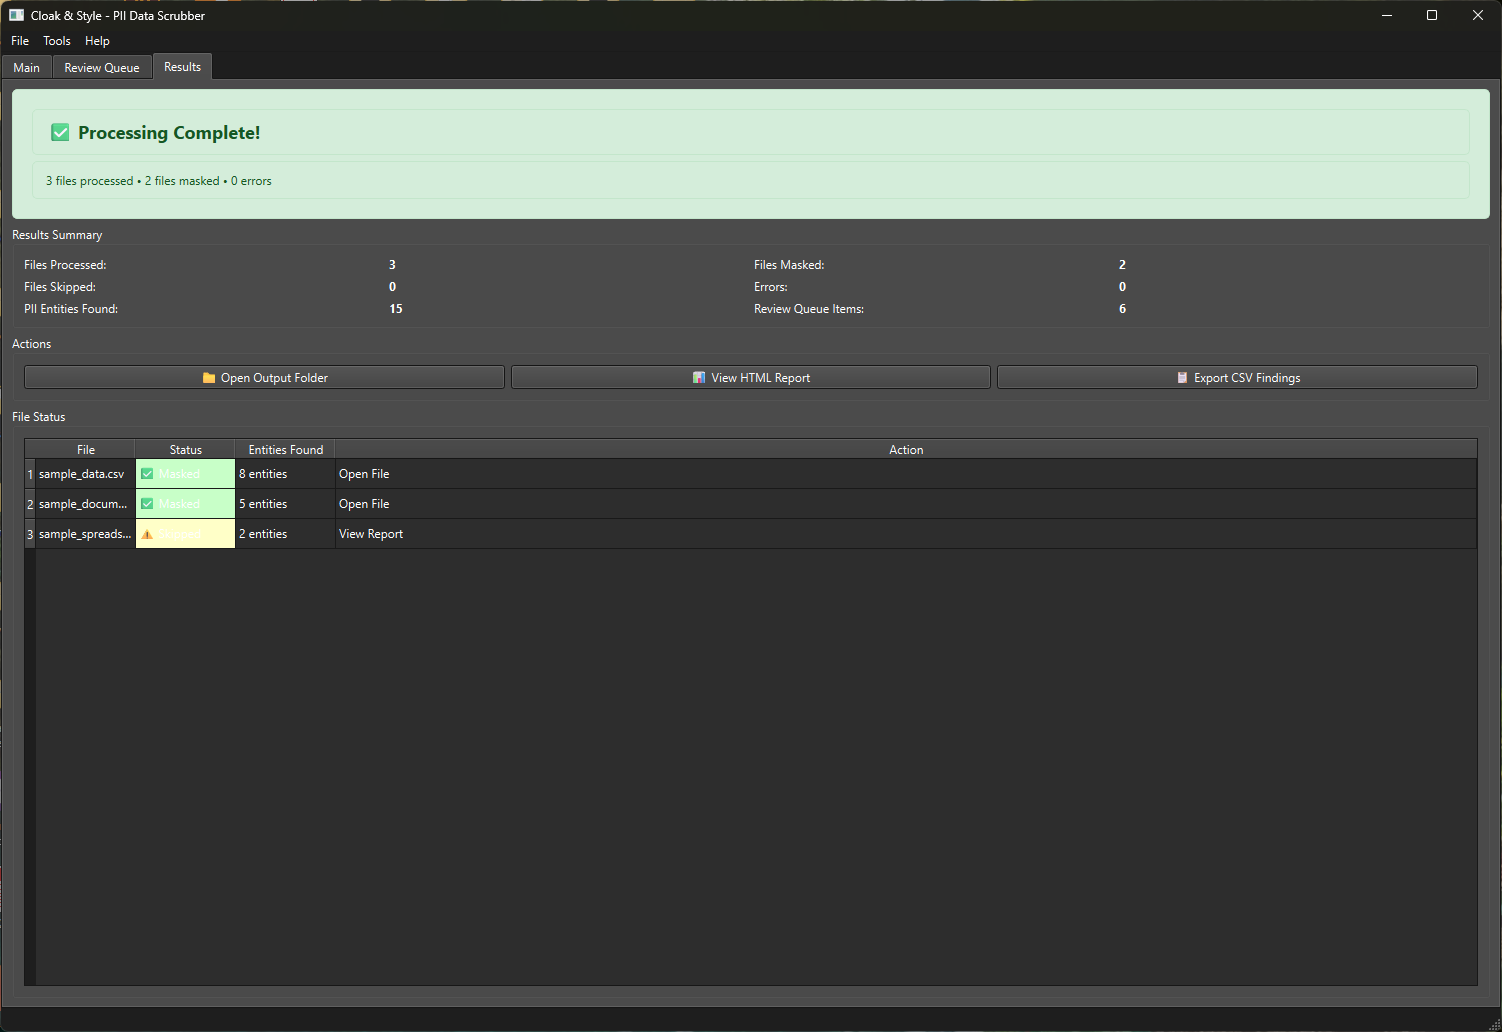 Cloak & Style - PII Data Scrubber
File Tools Help
Main Review Queue Results
Processing Complete!
3 files processed • 2 files masked • 0 errors
Results Summary
Files Processed: 3 Files Masked: 2
Files Skipped: 0 Errors: 0
PII Entities Found: 15 Review Queue Items: 6
Actions
Open Output Folder View HTML Report Export CSV Findings
File Status
File Status Entities Found Action
1 sample_data.csv Masked 8 entities Open File
2 sample_docum... Masked 5 entities Open File
3 sample_spreads... 2 entities View Report